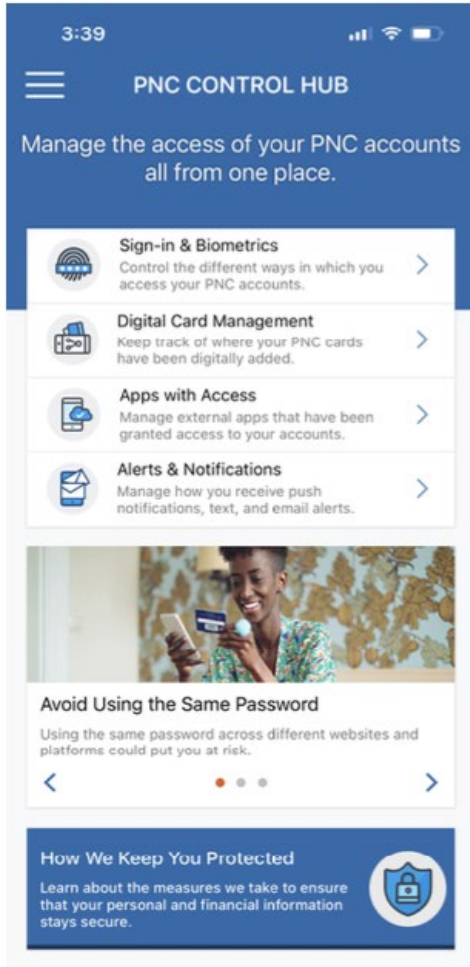 3:39
PNC CONTROL HUB
Manage the access of your PNC accounts
all from one place.
Sign-in & Biometrics
Control the different ways in which you
access your PNC accounts.
Digital Card Management
Keep track of where your PNC cards
have been digitally added.
Apps with Access
Manage external apps that have been
granted access to your accounts.
Alerts & Notifications
Manage how you receive push
notifications, text, and email alerts.
Avoid Using the Same Password
Using the same password across different websites and
platforms could put you at risk.
How We Keep You Protected
Learn about the measures we take to ensure
that your personal and financial information
stays secure.